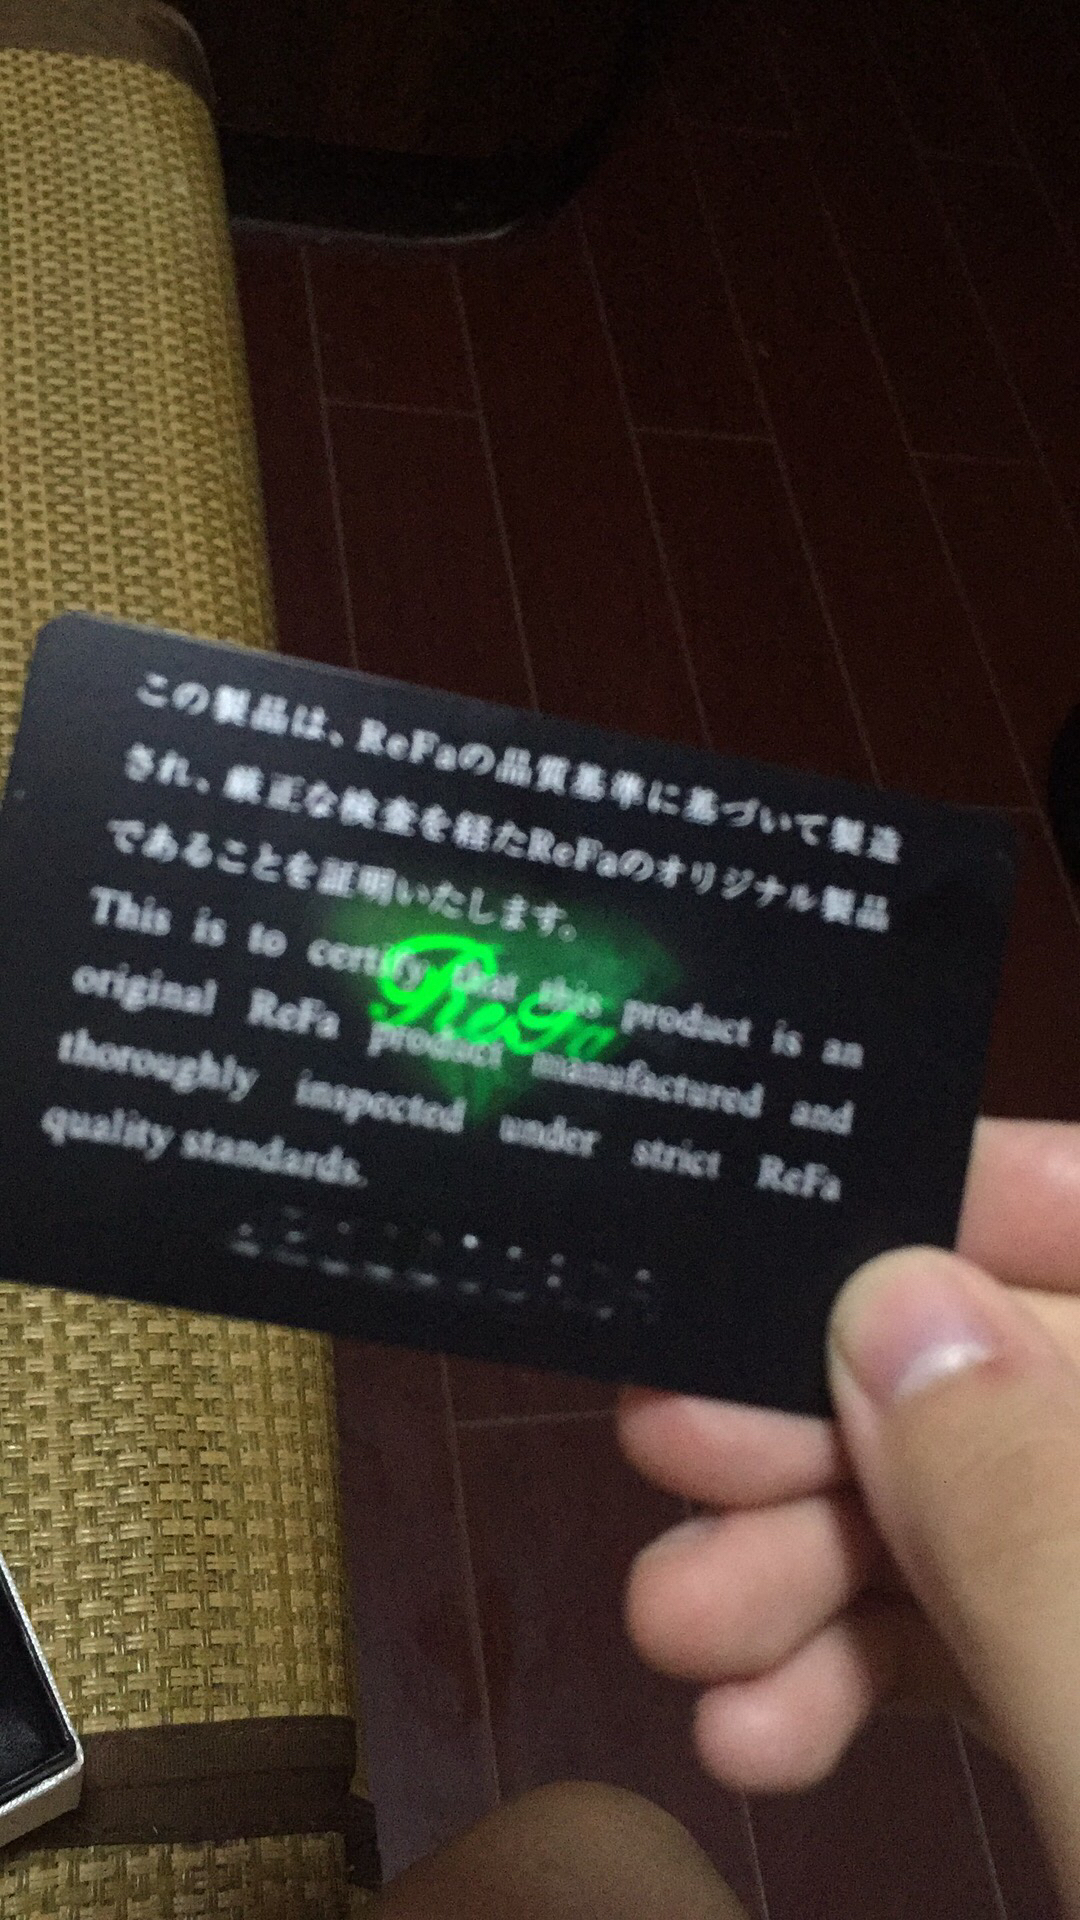 この製品は、ReFaの品質基準に基づいて製造
され、厳正な検査を経たReFaのオリジナル製品
であることを証明いたします。
This is to certify that this product is an
original ReFa product manufactured and
thoroughly inspected under strict ReFa
quality standards.
ReFa